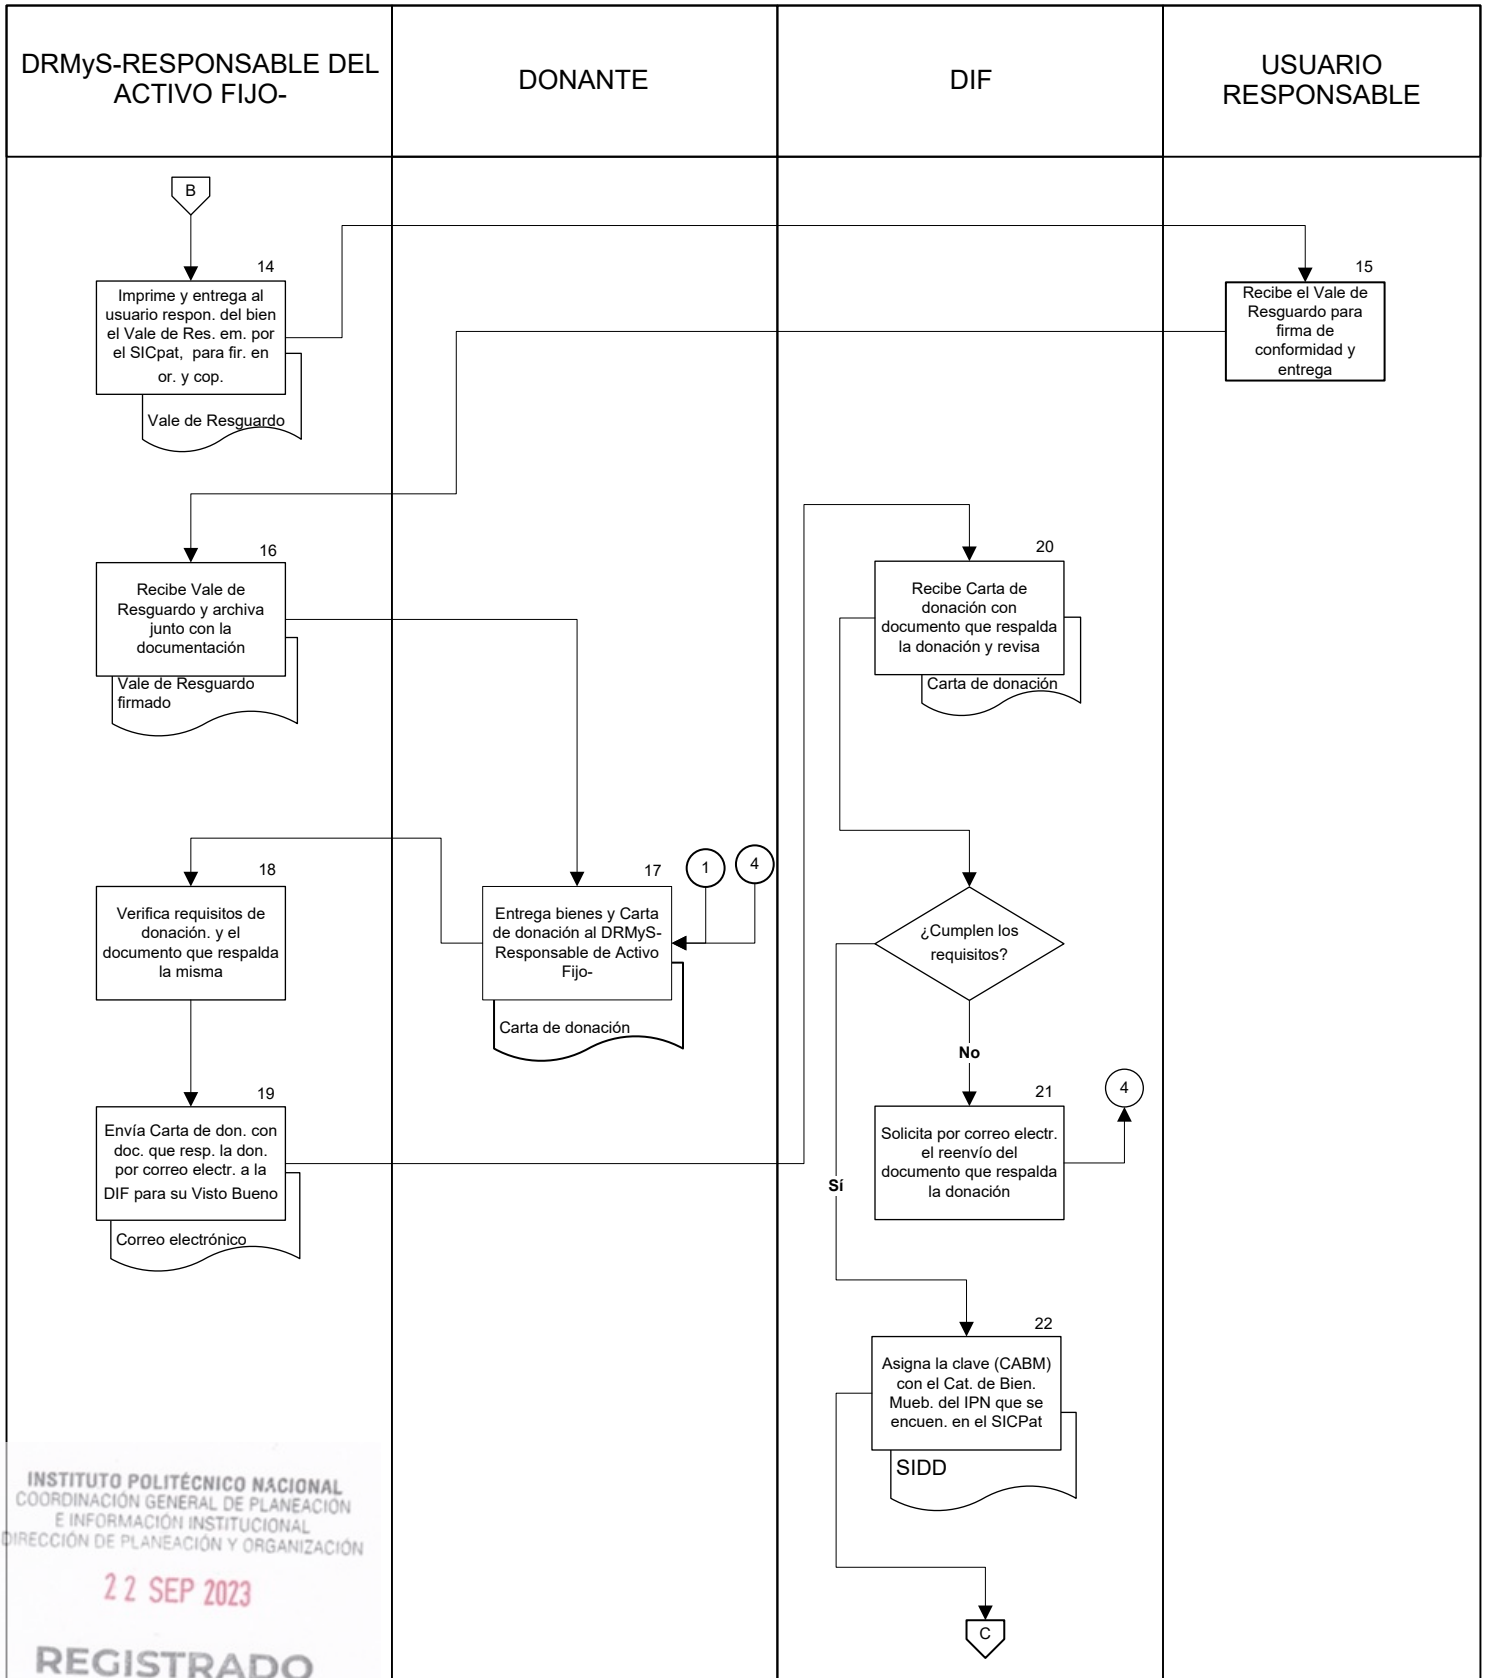 DRMyS-RESPONSABLE DEL
ACTIVO FIJO-
DONANTE
DIF
USUARIO
RESPONSABLE
B
14
Imprime y entrega al
usuario respon. del bien
el Vale de Res. em. por
el SICpat, para fir. en
or. y cop.
Vale de Resguardo
15
Recibe el Vale de
Resguardo para
firma de
conformidad y
entrega
16
Recibe Vale de
Resguardo y archiva
junto con la
documentación
Vale de Resguardo
firmado
17
1
4
Entrega bienes y Carta
de donación al DRMyS-
Responsable de Activo
Fijo-
Carta de donación
18
Verifica requisitos de
donación. y el
documento que respalda
la misma
19
Envía Carta de don. con
doc. que resp. la don.
por correo electr. a la
DIF para su Visto Bueno
Correo electrónico
20
Recibe Carta de
donación con
documento que respalda
la donación y revisa
Carta de donación
¿Cumplen los
requisitos?
No
Sí
21
4
Solicita por correo electr.
el reenvío del
documento que respalda
la donación
22
Asigna la clave (CABM)
con el Cat. de Bien.
Mueb. del IPN que se
encuen. en el SICPat
SIDD
C
INSTITUTO POLITÉCNICO NACIONAL
COORDINACIÓN GENERAL DE PLANEACIÓN
E INFORMACIÓN INSTITUCIONAL
DIRECCIÓN DE PLANEACIÓN Y ORGANIZACIÓN
22 SEP 2023
REGISTRADO